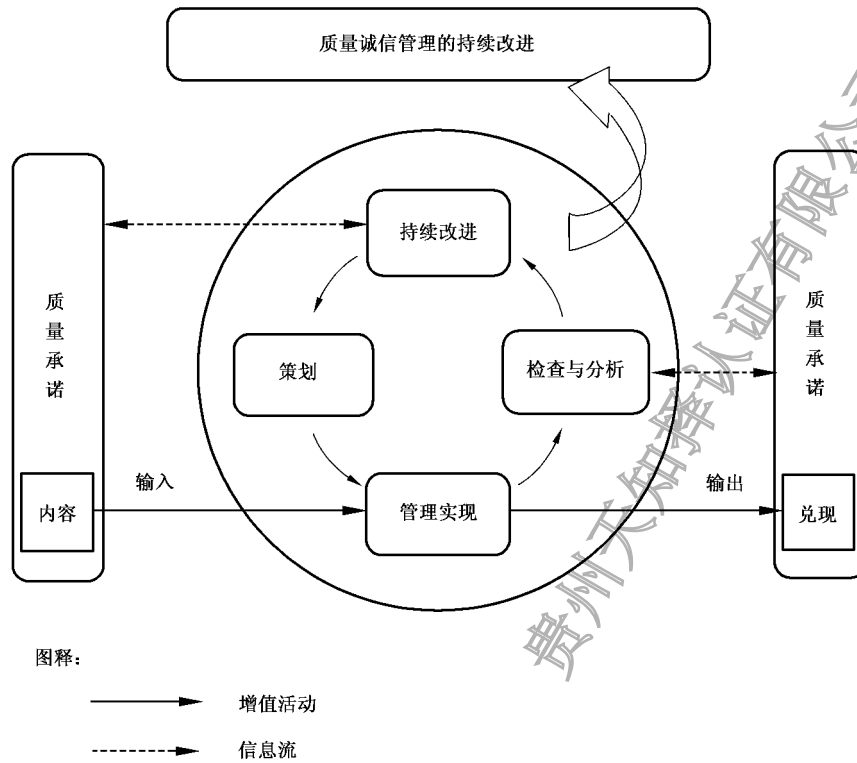 质量诚信管理的持续改进
持续改进
质量承诺
策划
检查与分析
质量承诺
输入
输出
内容
管理实现
兑现
图释：
增值活动
信息流
贵州天知择认证有限公司